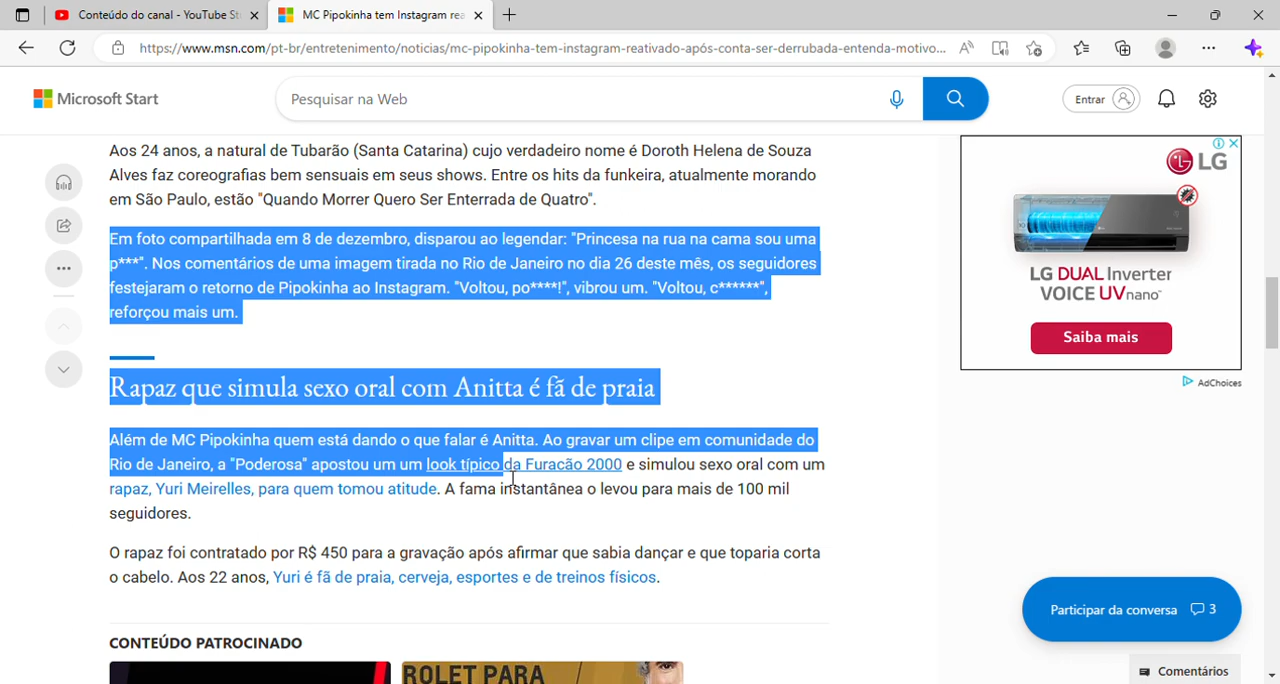 Conteúdo do canal - YouTube St
MC Pipokinha tem Instagram rea
https://www.msn.com/pt-br/entretenimento/noticias/mc-pipokinha-tem-instagram-reativado-após-conta-ser-derrubada-entenda-motivo...
Microsoft Start
Pesquisar na Web
Entrar
Aos 24 anos, a natural de Tubarão (Santa Catarina) cujo verdadeiro nome é Doroth Helena de Souza
Alves faz coreografias bem sensuais em seus shows. Entre os hits da funkeira, atualmente morando
em São Paulo, estão "Quando Morrer Quero Ser Enterrada de Quatro".
Em foto compartilhada em 8 de dezembro, disparou ao legendar: "Princesa na rua na cama sou uma
p***". Nos comentários de uma imagem tirada no Rio de Janeiro no dia 26 deste mês, os seguidores
festejaram o retorno de Pipokinha ao Instagram. "Voltou, po****!", vibrou um. "Voltou, c******",
reforçou mais um.
Rapaz que simula sexo oral com Anitta é fã de praia
Além de MC Pipokinha quem está dando o que falar é Anitta. Ao gravar um clipe em comunidade do
Rio de Janeiro, a "Poderosa" apostou um um look típico da Furacão 2000 e simulou sexo oral com um
rapaz, Yuri Meirelles, para quem tomou atitude. A fama instantânea o levou para mais de 100 mil
seguidores.
O rapaz foi contratado por R$ 450 para a gravação após afirmar que sabia dançar e que toparia corta
o cabelo. Aos 22 anos, Yuri é fã de praia, cerveja, esportes e de treinos físicos.
CONTEÚDO PATROCINADO
ROLET PARA
LG
LG DUAL Inverter
VOICE UVnano™
Saiba mais
AdChoices
Participar da conversa 3
Comentários